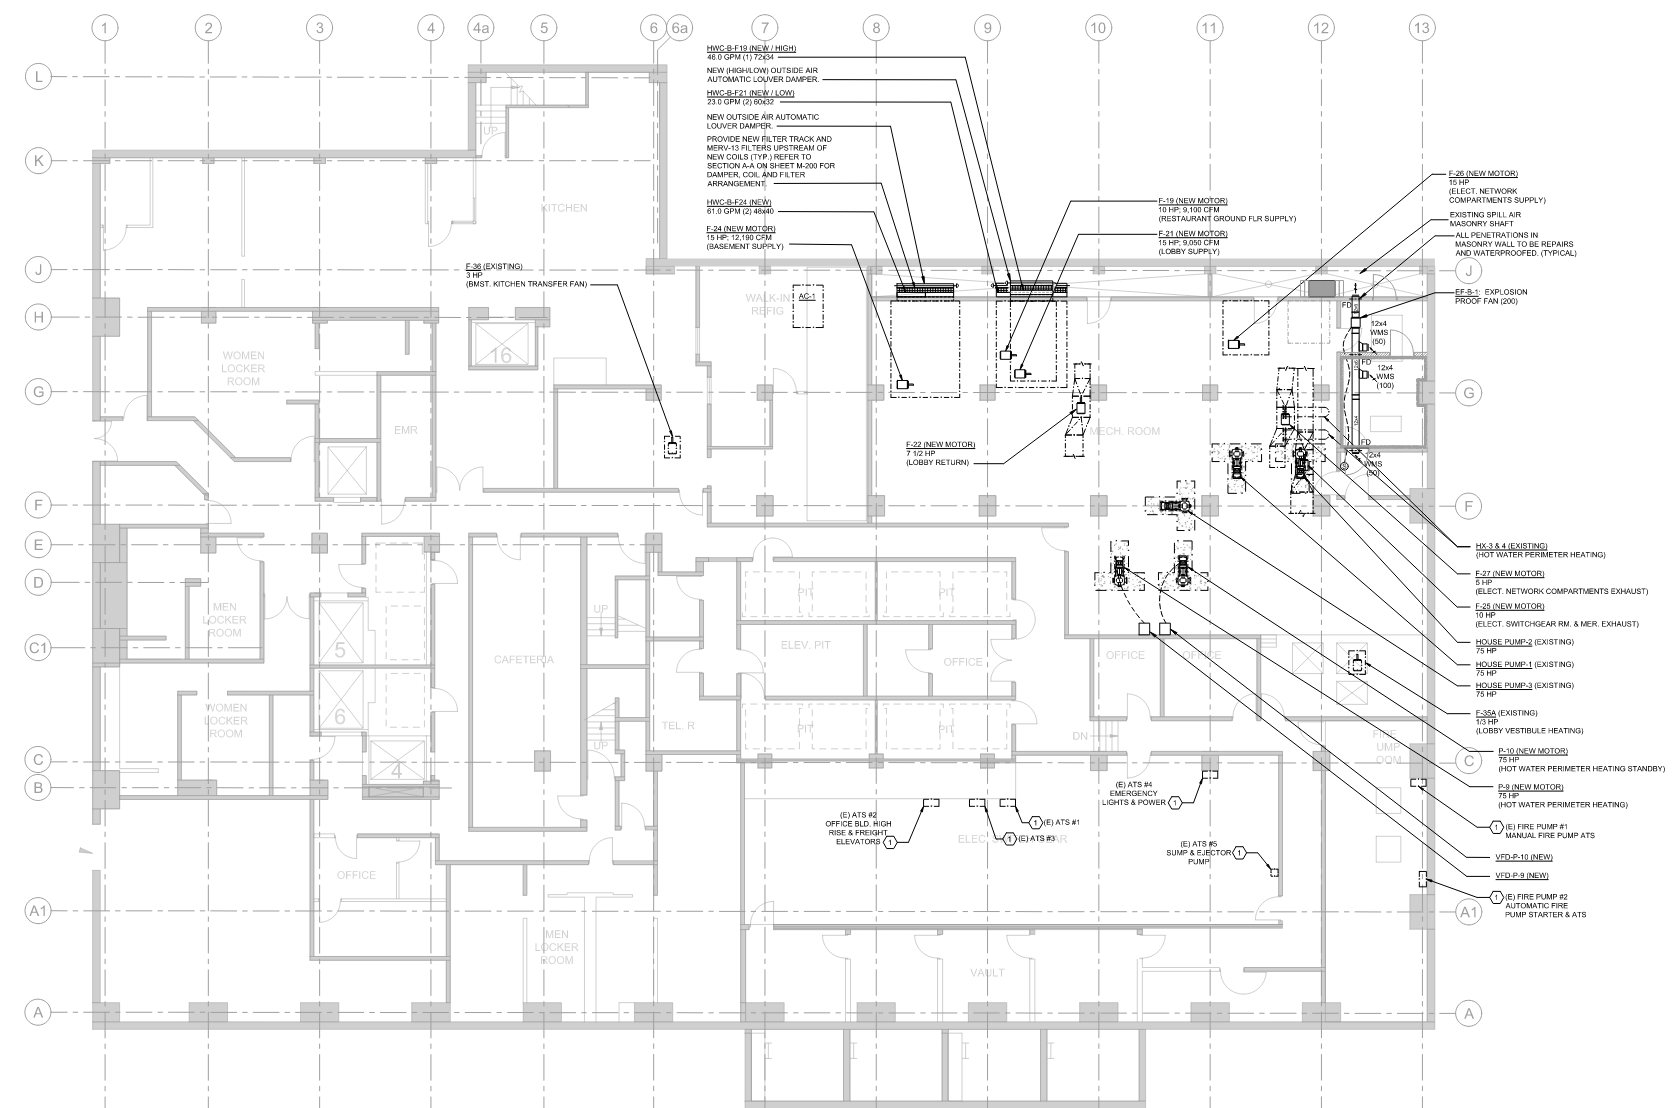 1
2
3
4
4a
5
6
6a
7
8
9
10
11
12
13
L
K
J
H
G
F
E
D
C1
C
B
A1
A
J
G
F
C
A1
A
HWC-B-F19 (NEW / HIGH)
46.0 GPM (1) 72x34
NEW (HIGH/LOW) OUTSIDE AIR
AUTOMATIC LOUVER DAMPER.
HWC-B-F21 (NEW / LOW)
23.0 GPM (2) 60x32
NEW OUTSIDE AIR AUTOMATIC
LOUVER DAMPER.
PROVIDE NEW FILTER TRACK AND
MERV-13 FILTERS UPSTREAM OF
NEW COILS (TYP.) REFER TO
SECTION A-A ON SHEET M-200 FOR
DAMPER, COIL AND FILTER
ARRANGEMENT.
HWC-B-F24 (NEW)
61.0 GPM (2) 48x40
F-24 (NEW MOTOR)
15 HP; 12,190 CFM
(BASEMENT SUPPLY)
F-36 (EXISTING)
3 HP
(BMST. KITCHEN TRANSFER FAN)
F-19 (NEW MOTOR)
10 HP; 9,100 CFM
(RESTAURANT GROUND FLR SUPPLY)
F-21 (NEW MOTOR)
15 HP; 9,050 CFM
(LOBBY SUPPLY)
F-26 (NEW MOTOR)
15 HP
(ELECT. NETWORK
COMPARTMENTS SUPPLY)
EXISTING SPILL AIR
MASONRY SHAFT
ALL PENETRATIONS IN
MASONRY WALL TO BE REPAIRS
AND WATERPROOFED. (TYPICAL)
EF-B-1: EXPLOSION
PROOF FAN (200)
FD
12x4
WMS
(50)
FD
12x4
WMS
(100)
FD
12x4
WMS
(50)
F-22 (NEW MOTOR)
7 1/2 HP
(LOBBY RETURN)
HX-3 & 4 (EXISTING)
(HOT WATER PERIMETER HEATING)
F-27 (NEW MOTOR)
5 HP
(ELECT. NETWORK COMPARTMENTS EXHAUST)
F-25 (NEW MOTOR)
10 HP
(ELECT. SWITCHGEAR RM. & MER. EXHAUST)
HOUSE PUMP-2 (EXISTING)
75 HP
HOUSE PUMP-1 (EXISTING)
75 HP
HOUSE PUMP-3 (EXISTING)
75 HP
F-35A (EXISTING)
1/3 HP
(LOBBY VESTIBULE HEATING)
P-10 (NEW MOTOR)
75 HP
(HOT WATER PERIMETER HEATING STANDBY)
P-9 (NEW MOTOR)
75 HP
(HOT WATER PERIMETER HEATING)
1 (E) FIRE PUMP #1
MANUAL FIRE PUMP ATS
VFD-P-10 (NEW)
VFD-P-9 (NEW)
1 (E) FIRE PUMP #2
AUTOMATIC FIRE
PUMP STARTER & ATS
(E) ATS #4
EMERGENCY
LIGHTS & POWER 1
(E) ATS #2
OFFICE BLD. HIGH
RISE & FREIGHT
ELEVATORS 1
1 (E) ATS #1
1 (E) ATS #3
(E) ATS #5
SUMP & EJECTOR 1
PUMP
UP
KITCHEN
WALK-IN
REFIG
AC-1
WOMEN
LOCKER
ROOM
16
EMR
MECH. ROOM
MEN
LOCKER
ROOM
5
6
4
WOMEN
LOCKER
ROOM
CAFETERIA
UP
UP
TEL. R
PIT
PIT
ELEV. PIT
OFFICE
PIT
PIT
OFFICE
OFFICE
DN
OFFICE
MEN
LOCKER
ROOM
VAULT